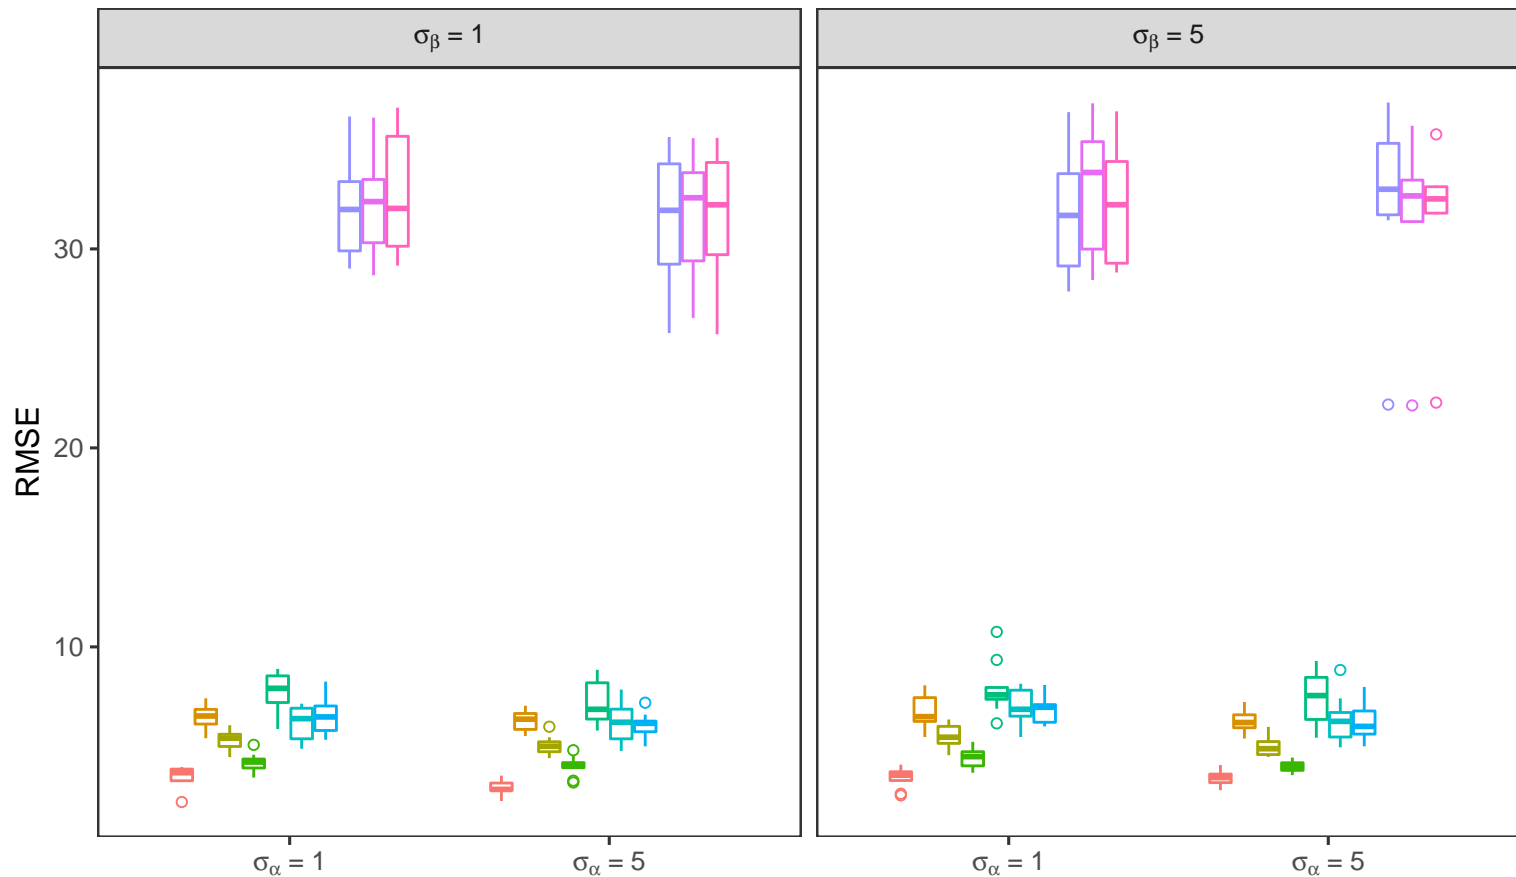 σβ = 1
σβ = 5
RMSE
30
20
10
σα = 1
σα = 5
σα = 1
σα = 5